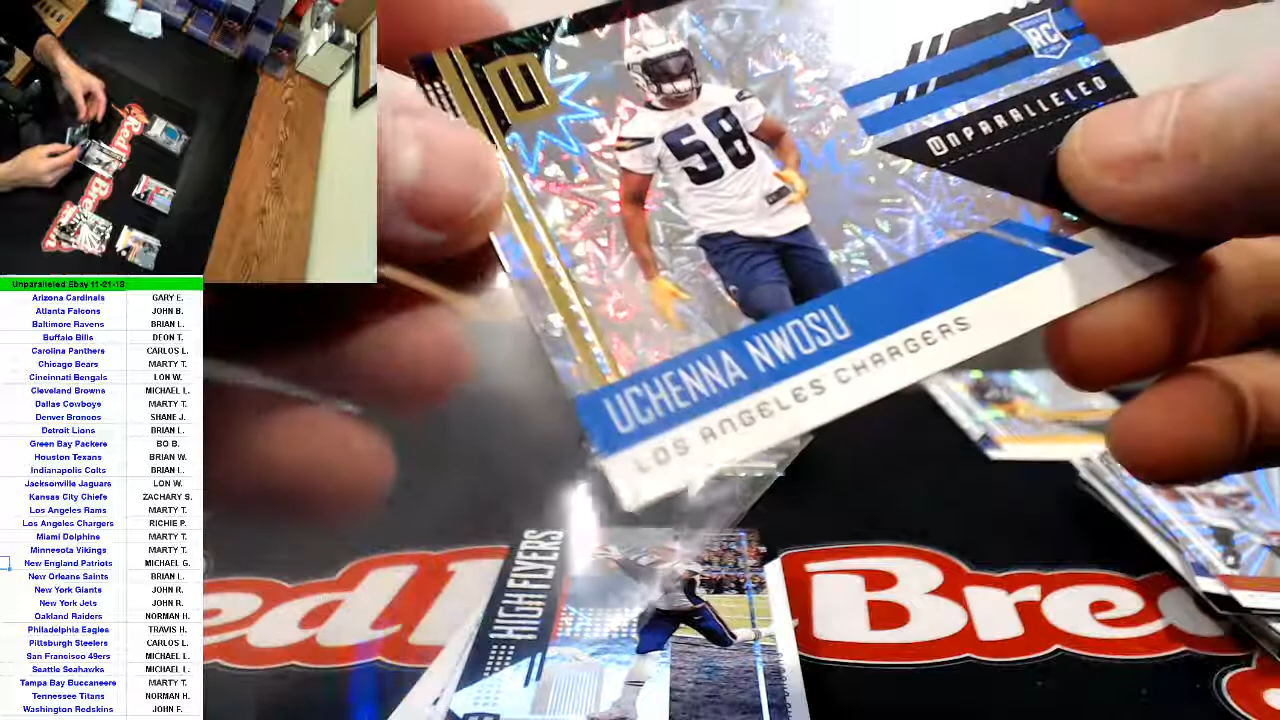 RC
UNPARALLELED
58
UCHENNA NWOSU
LOS ANGELES CHARGERS
HIGH FLYERS
Bre
Unparalleled Ebay 11-21-18
Arizona Cardinals GARY E.
Atlanta Falcons JOHN B.
Baltimore Ravens BRIAN L.
Buffalo Bills DEON T.
Carolina Panthers CARLOS L.
Chicago Bears MARTY T.
Cincinnati Bengals LON W.
Cleveland Browns MICHAEL L.
Dallas Cowboys MARTY T.
Denver Broncos SHANE J.
Detroit Lions BRIAN L.
Green Bay Packers BO B.
Houston Texans BRIAN W.
Indianapolis Colts BRIAN L.
Jacksonville Jaguars LON W.
Kansas City Chiefs ZACHARY S.
Los Angeles Rams MARTY T.
Los Angeles Chargers RICHIE P.
Miami Dolphins MARTY T.
Minnesota Vikings MARTY T.
New England Patriots MICHAEL G.
New Orleans Saints BRIAN L.
New York Giants JOHN R.
New York Jets JOHN R.
Oakland Raiders NORMAN H.
Philadelphia Eagles TRAVIS H.
Pittsburgh Steelers CARLOS L.
San Francisco 49ers MICHAEL L.
Seattle Seahawks MICHAEL L.
Tampa Bay Buccaneers MARTY T.
Tennessee Titans NORMAN H.
Washington Redskins JOHN F.